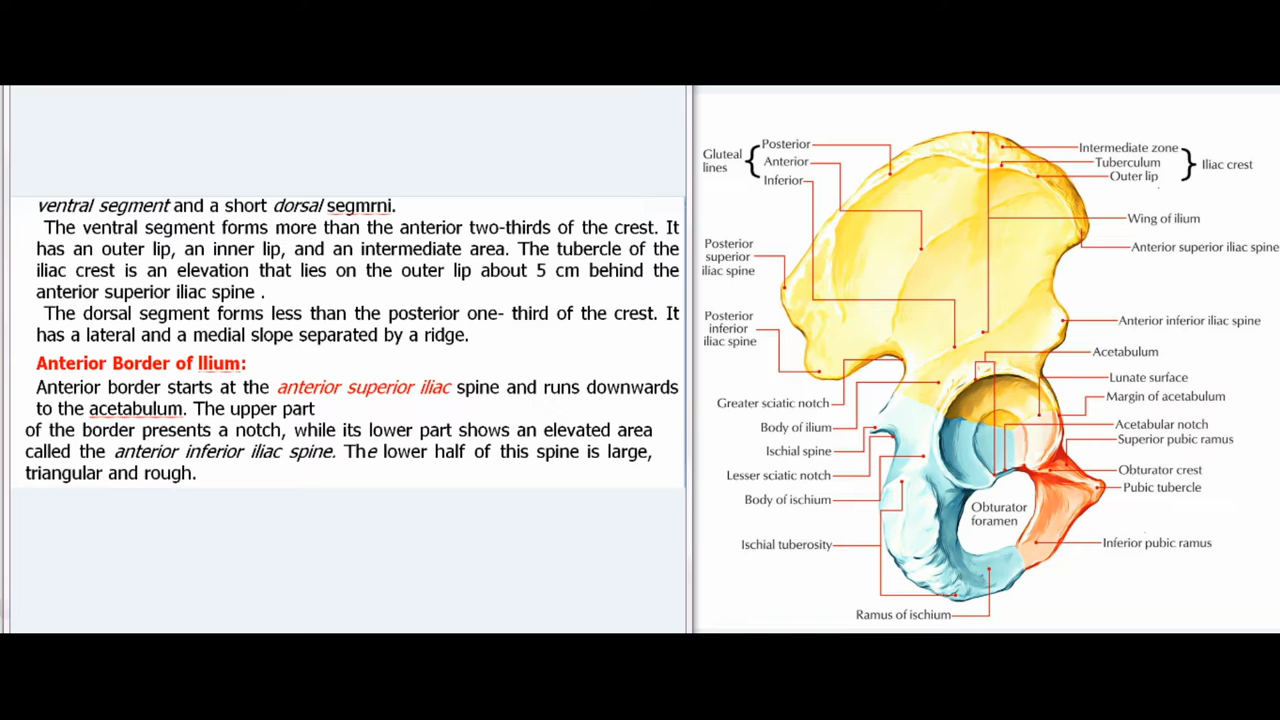 ventral segment and a short dorsal segmrni.
The ventral segment forms more than the anterior two-thirds of the crest. It
has an outer lip, an inner lip, and an intermediate area. The tubercle of the
iliac crest is an elevation that lies on the outer lip about 5 cm behind the
anterior superior iliac spine .
The dorsal segment forms less than the posterior one- third of the crest. It
has a lateral and a medial slope separated by a ridge.
Anterior Border of llium:
Anterior border starts at the anterior superior iliac spine and runs downwards
to the acetabulum. The upper part
of the border presents a notch, while its lower part shows an elevated area
called the anterior inferior iliac spine. The lower half of this spine is large,
triangular and rough.
Gluteal
lines
Posterior
Anterior
Inferior
Posterior
superior
iliac spine
Posterior
inferior
iliac spine
Greater sciatic notch
Body of ilium
Ischial spine
Lesser sciatic notch
Body of ischium
Ischial tuberosity
Ramus of ischium
Intermediate zone
Tuberculum
Outer lip
Iliac crest
Wing of ilium
Anterior superior iliac spine
Anterior inferior iliac spine
Acetabulum
Lunate surface
Margin of acetabulum
Acetabular notch
Superior pubic ramus
Obturator crest
Pubic tubercle
Obturator
foramen
Inferior pubic ramus